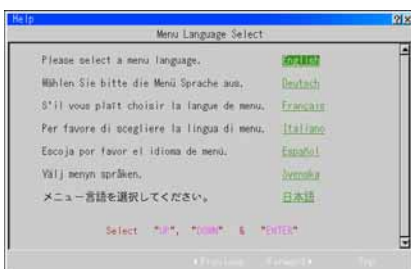 Help
Menu Language Select
Please select a menu language. English
Wählen Sie bitte die Menü Sprache aus. Deutsch
S'il vous plaît choisir la langue de menu. Français
Per favore di scegliere la lingua di menu. Italiano
Escoja por favor el idioma de menú. Español
Välj menyn språken. Svenska
メニュー言語を選択してください。 日本語
Select "UP", "DOWN" & "ENTER"
Previous Forward Top